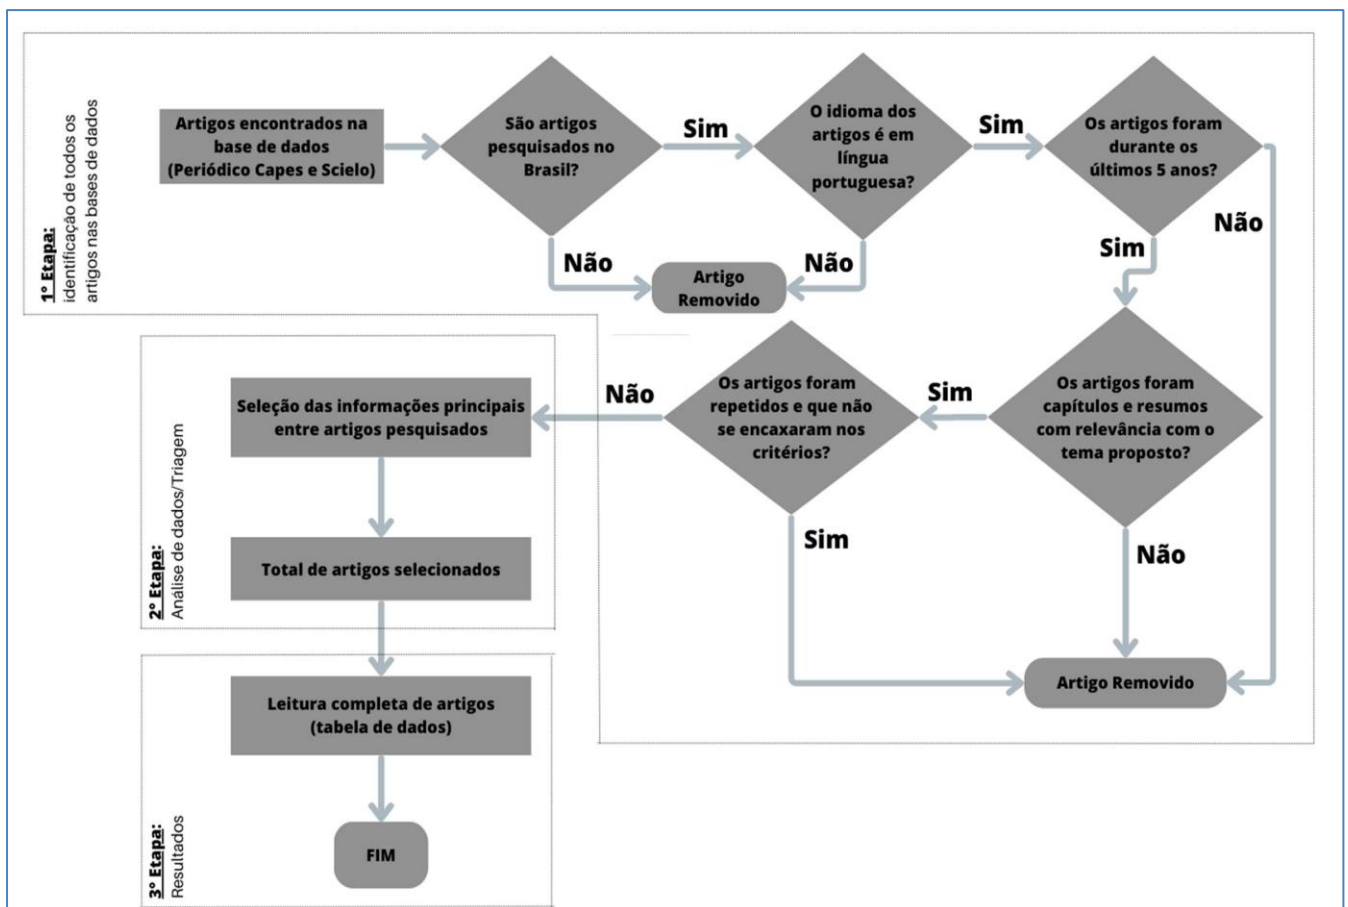 1° Etapa:
identificação de todos os
artigos nas bases de dados
Artigos encontrados na
base de dados
(Periódico Capes e Scielo)
São artigos
pesquisados no
Brasil?
Sim
O idioma dos
artigos é em
língua
portuguesa?
Sim
Os artigos foram
durante os
últimos 5 anos?
Não
Não
Artigo
Removido
Não
Sim
Os artigos foram
capítulos e resumos
com relevância com o
tema proposto?
Sim
Os artigos foram
repetidos e que não
se encaxaram nos
critérios?
Não
Sim
Não
Artigo Removido
2° Etapa:
Análise de dados/Triagem
Seleção das informações principais
entre artigos pesquisados
Total de artigos selecionados
3° Etapa:
Resultados
Leitura completa de artigos
(tabela de dados)
FIM